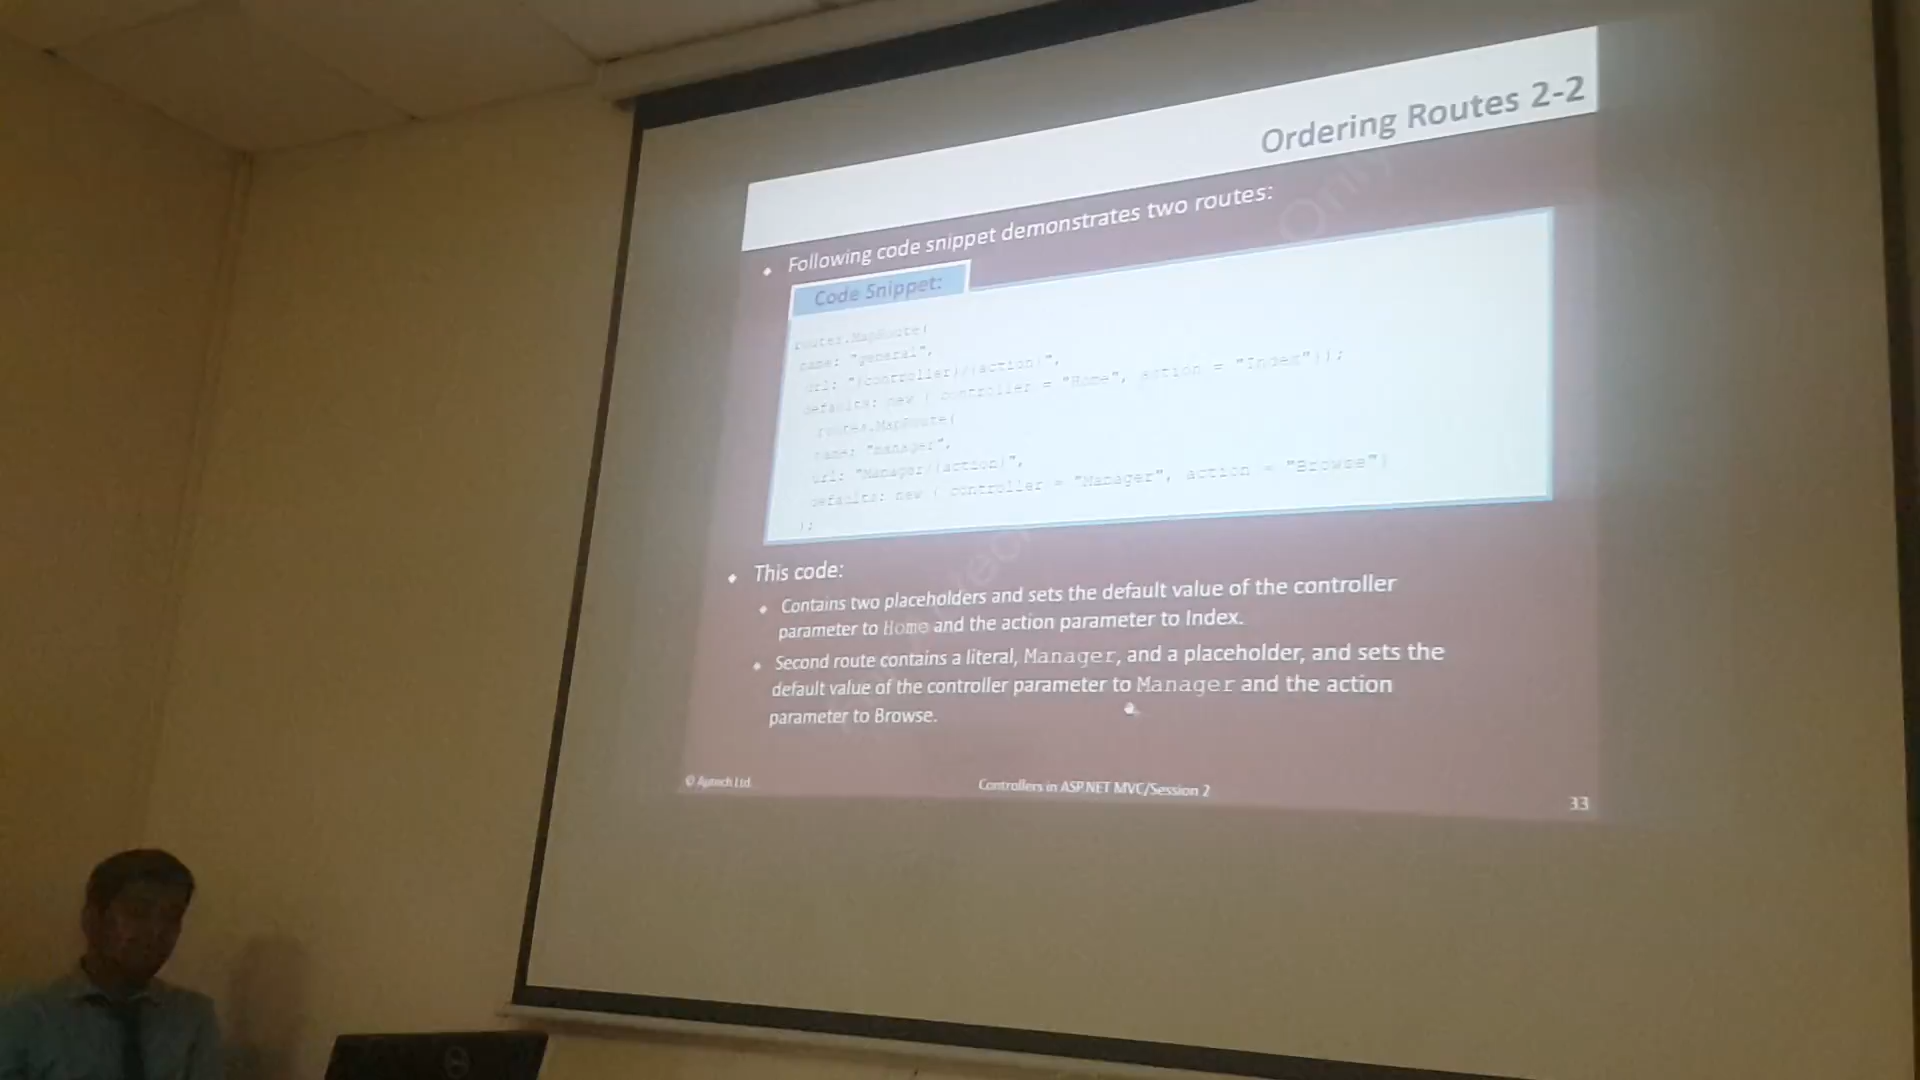 Ordering Routes 2-2
Following code snippet demonstrates two routes:
Code Snippet:
routes.MapRoute(
name: "general",
url: "{controller}/{action}",
defaults: new { controller = "Home", action = "Index"});
routes.MapRoute(
name: "manager",
url: "Manager/{action}",
defaults: new { controller = "Manager", action = "Browse"}
);
This code:
Contains two placeholders and sets the default value of the controller
parameter to Home and the action parameter to Index.
Second route contains a literal, Manager, and a placeholder, and sets the
default value of the controller parameter to Manager and the action
parameter to Browse.
© Aptech Ltd.
Controllers in ASP.NET MVC/Session 2
33